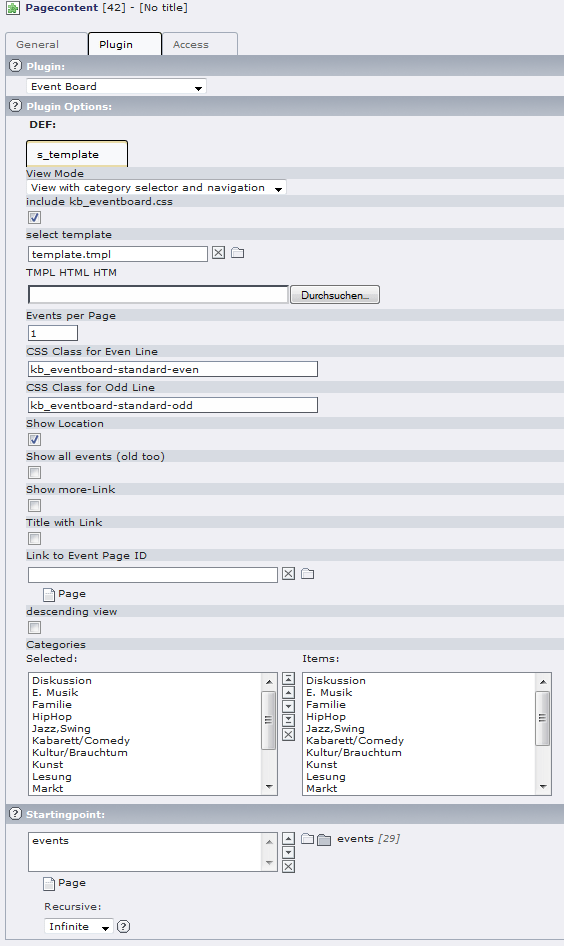 Pagecontent [42] - [No title]
General Plugin Access
Plugin:
Event Board
Plugin Options:
DEF:
s_template
View Mode
View with category selector and navigation
include kb_eventboard.css
select template
template.tmpl
TMPL HTML HTM
Durchsuchen...
Events per Page
1
CSS Class for Even Line
kb_eventboard-standard-even
CSS Class for Odd Line
kb_eventboard-standard-odd
Show Location
Show all events (old too)
Show more-Link
Title with Link
Link to Event Page ID
Page
descending view
Categories
Selected: Items:
Diskussion Diskussion
E. Musik E. Musik
Familie Familie
HipHop HipHop
Jazz,Swing Jazz,Swing
Kabarett/Comedy Kabarett/Comedy
Kultur/Brauchtum Kultur/Brauchtum
Kunst Kunst
Lesung Lesung
Markt Markt
Startingpoint:
events events [29]
Page
Recursive:
Infinite